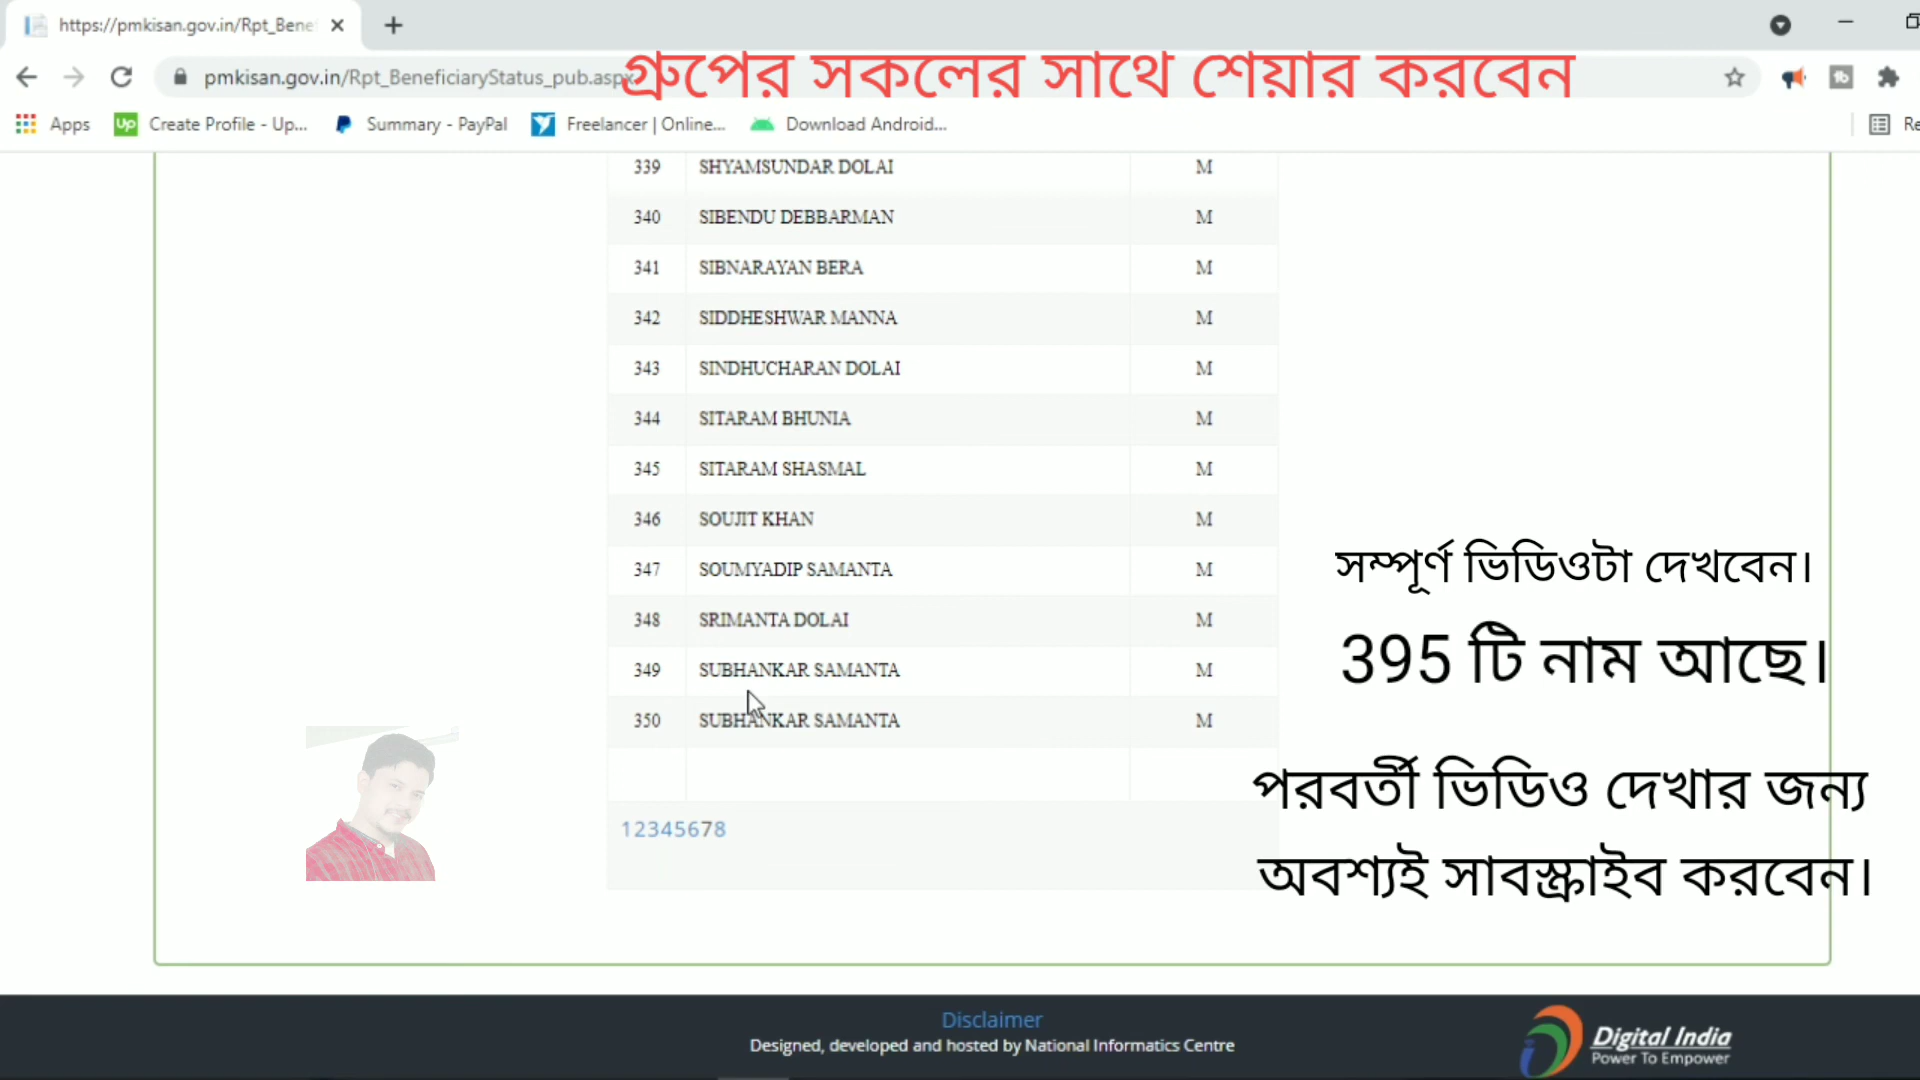 https://pmkisan.gov.in/Rpt_Bene
pmkisan.gov.in/Rpt_BeneficiaryStatus_pub.aspx
গ্রুপের সকলের সাথে শেয়ার করবেন
Apps Create Profile - Up... Summary - PayPal Freelancer | Online... Download Android... Re
339 SHYAMSUNDAR DOLAI M
340 SIBENDU DEBBARMAN M
341 SIBNARAYAN BERA M
342 SIDDHESHWAR MANNA M
343 SINDHUCHARAN DOLAI M
344 SITARAM BHUNIA M
345 SITARAM SHASMAL M
346 SOUJIT KHAN M
347 SOUMYADIP SAMANTA M
348 SRIMANTA DOLAI M
349 SUBHANKAR SAMANTA M
350 SUBHANKAR SAMANTA M
12345678
সম্পূর্ণ ভিডিওটা দেখবেন।
395 টি নাম আছে।
পরবর্তী ভিডিও দেখার জন্য
অবশ্যই সাবস্ক্রাইব করবেন।
Disclaimer
Designed, developed and hosted by National Informatics Centre
Digital India
Power To Empower